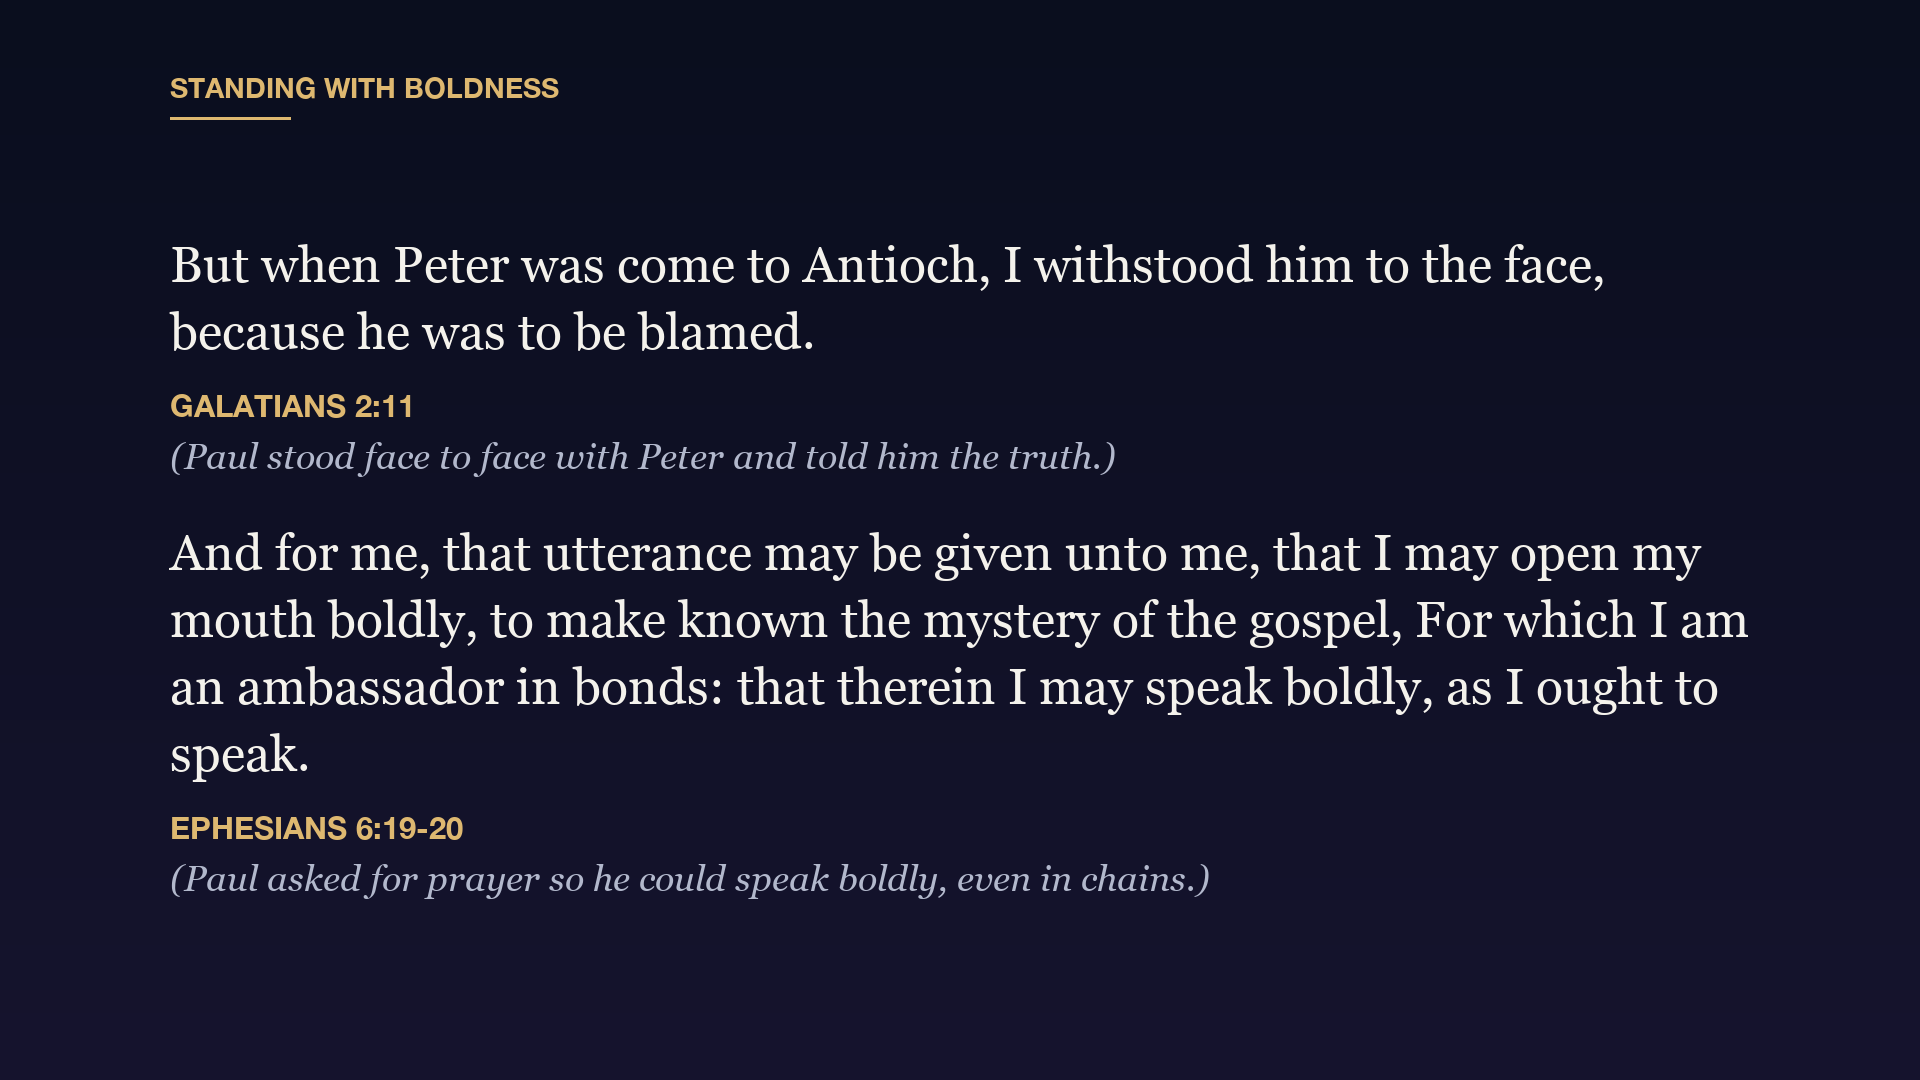 STANDING WITH BOLDNESS
But when Peter was come to Antioch, I withstood him to the face,
because he was to be blamed.
GALATIANS 2:11
(Paul stood face to face with Peter and told him the truth.)
And for me, that utterance may be given unto me, that I may open my
mouth boldly, to make known the mystery of the gospel, For which I am
an ambassador in bonds: that therein I may speak boldly, as I ought to
speak.
EPHESIANS 6:19-20
(Paul asked for prayer so he could speak boldly, even in chains.)